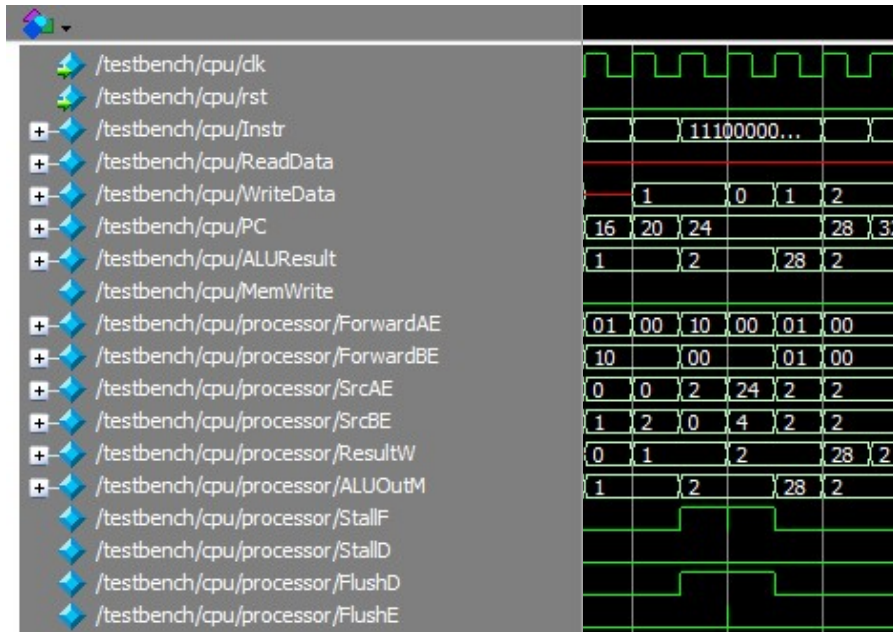 /testbench/cpu/clk
/testbench/cpu/rst
/testbench/cpu/Instr 11100000...
/testbench/cpu/ReadData
/testbench/cpu/WriteData 1 0 1 2
/testbench/cpu/PC 16 20 24 28
/testbench/cpu/ALUResult 1 2 28 2
/testbench/cpu/MemWrite
/testbench/cpu/processor/ForwardAE 01 00 10 00 01 00
/testbench/cpu/processor/ForwardBE 10 00 01 00
/testbench/cpu/processor/SrcAE 0 0 2 24 2 2
/testbench/cpu/processor/SrcBE 1 2 0 4 2 2
/testbench/cpu/processor/ResultW 0 1 2 28 2
/testbench/cpu/processor/ALUOutM 1 2 28 2
/testbench/cpu/processor/StallF
/testbench/cpu/processor/StallD
/testbench/cpu/processor/FlushD
/testbench/cpu/processor/FlushE